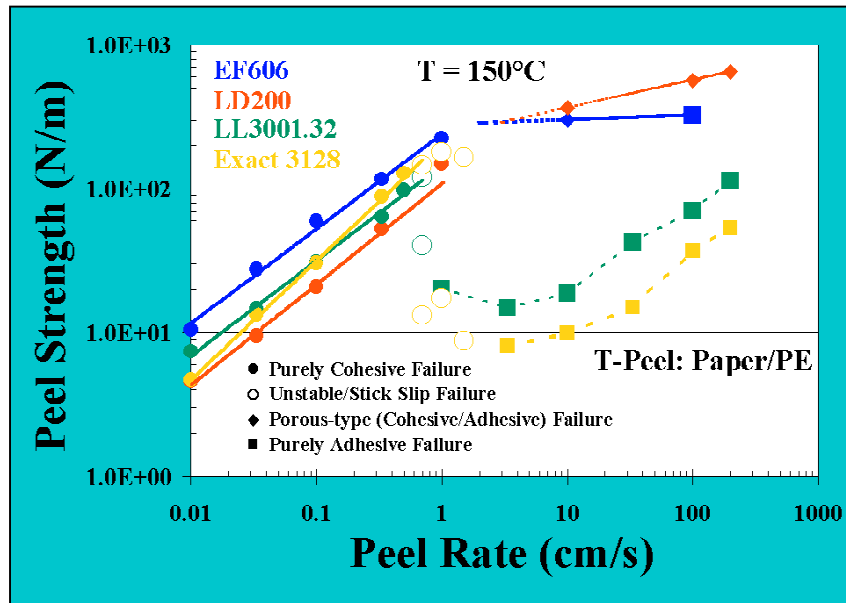 1.0E+03
EF606
T = 150°C
LD200
LL3001.32
1.0E+02
Exact 3128
Peel Strength (N/m)
1.0E+01
T-Peel: Paper/PE
Purely Cohesive Failure
Unstable/Stick Slip Failure
Porous-type (Cohesive/Adhesive) Failure
Purely Adhesive Failure
1.0E+00
0.01 0.1 1 10 100 1000
Peel Rate (cm/s)